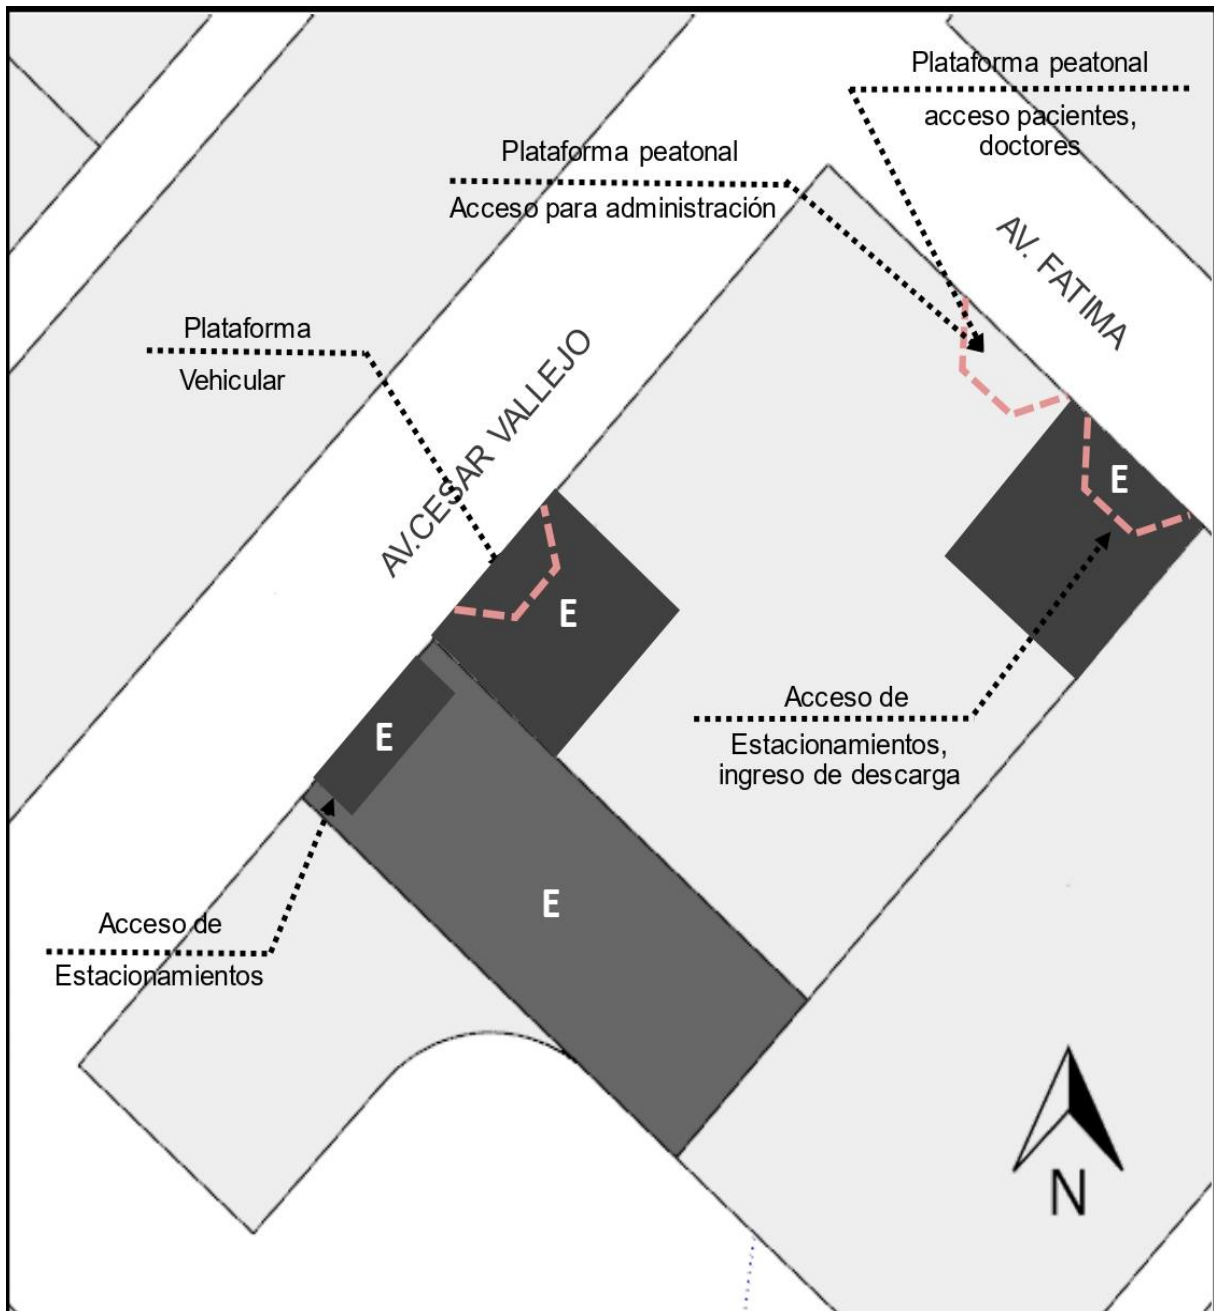 Plataforma peatonal
acceso pacientes,
doctores
Plataforma peatonal
Acceso para administración
AV. FATIMA
Plataforma
Vehicular
AV.CESAR VALLEJO
E
E
E
Acceso de
Estacionamientos,
ingreso de descarga
E
Acceso de
Estacionamientos
N